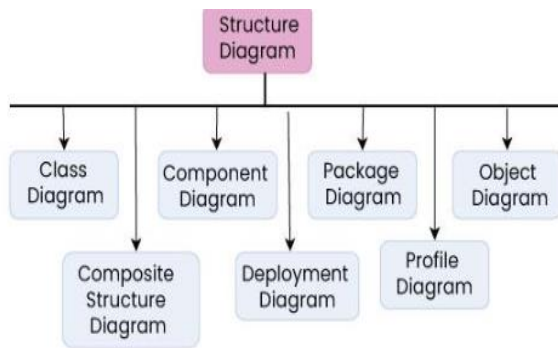 Structure
Diagram
Class
Diagram
Component
Diagram
Package
Diagram
Object
Diagram
Composite
Structure
Diagram
Deployment
Diagram
Profile
Diagram